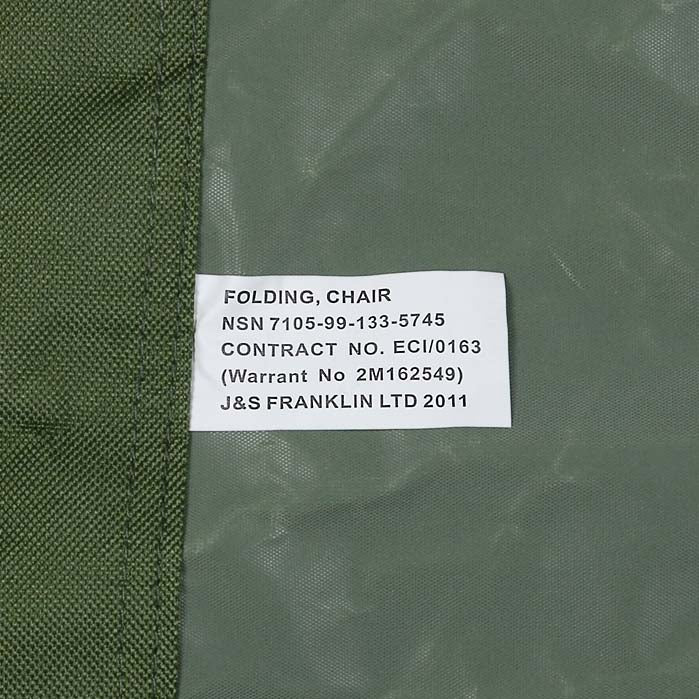 FOLDING, CHAIR
NSN 7105-99-133-5745
CONTRACT NO. ECI/0163
(Warrant No 2M162549)
J&S FRANKLIN LTD 2011